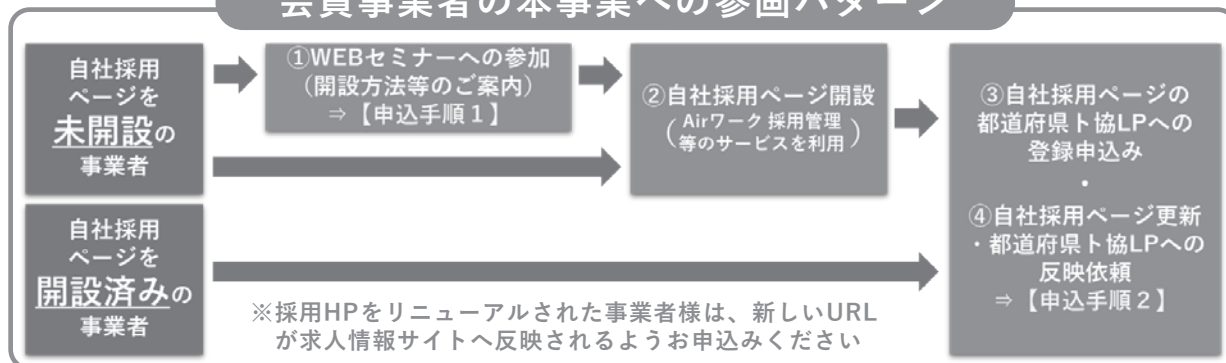 会員事業者の本事業への参画パターン
自社採用
ページを
未開設の
事業者
①WEBセミナーへの参加
(開設方法等のご案内)
⇒【申込手順1】
②自社採用ページ開設
(Airワーク 採用管理
等のサービスを利用)
③自社採用ページの
都道府県ト協LPへの
登録申込み
・
④自社採用ページ更新
・都道府県ト協LPへの
反映依頼
⇒【申込手順2】
自社採用
ページを
開設済みの
事業者
※採用HPをリニューアルされた事業者様は、新しいURL
が求人情報サイトへ反映されるようお申込みください